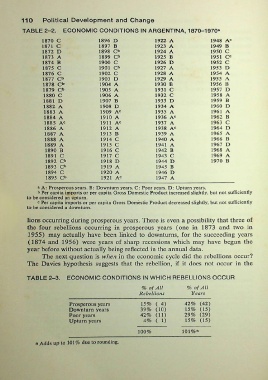 110 Political Development and Change
TABLE 2–2. ECONOMIC CONDITIONS IN ARGENTINA, 1870–1970*
1870 C 1896 D 1922 A 1948 Aᵇ
1871 C 1897 B 1923 A 1949 B
1872 D 1898 Cᵇ 1924 A 1950 C
1873 A 1899 Cᵇ 1925 B 1951 Cᵇ
1874 B 1900 C 1926 D 1952 C
1875 C 1901 Cᵇ 1927 A 1953 D
1876 C 1902 C 1928 A 1954 A
1877 Cᵇ 1903 D 1929 A 1955 A
1878 Cᵇ 1904 A 1930 B 1956 B
1879 Cᵇ 1905 A 1931 C 1957 D
1880 C 1906 A 1932 C 1958 A
1881 D 1907 B 1933 D 1959 B
1882 A 1908 D 1934 A 1960 D
1883 A 1909 Aᶜ 1935 A 1961 A
1884 A 1910 A 1936 Aᶜ 1962 B
1885 Aᶜ 1911 Aᶜ 1937 A 1963 C
1886 A 1912 A 1938 Aᶜ 1964 D
1887 A 1913 B 1939 A 1965 A
1888 A 1914 C 1940 A 1966 B
1889 A 1915 C 1941 A 1967 D
1890 B 1916 C 1942 B 1968 A
1891 C 1917 C 1943 C 1969 A
1892 Cᵇ 1918 D 1944 D 1970 B
1893 Cᵇ 1919 A 1945 B
1894 C 1920 A 1946 D
1895 Cᵇ 1921 Aᶜ 1947 A
A: Prosperous years. B: Downturn years. C: Poor years. D: Upturn years.
ᵇ Per capita imports or per capita Gross Domestic Product increased slightly, but not sufficiently
to be considered an upturn.
ᶜ Per capita imports or per capita Gross Domestic Product decreased slightly, but not sufficiently
to be considered a downturn.
lions occurring during prosperous years. There is even a possibility that three of
the four rebellions occurring in prosperous years (one in 1873 and two in
1955) may actually have been linked to downturns, for the succeeding years
(1874 and 1956) were years of sharp recessions which may have begun the
year before without actually being reflected in the annual data.
The next question is when in the economic cycle did the rebellions occur?
The Davies hypothesis suggests that the rebellion, if it does not occur in the
TABLE 2–3. ECONOMIC CONDITIONS IN WHICH REBELLIONS OCCUR
% of All % of All
Rebellions Years
Prosperous years 15% ( 4) 42% (42)
Downturn years 39% (10) 15% (15)
Poor years 42% (11) 29% (29)
Upturn years 4% ( 1) 15% (15)
100% 101%*
* Adds up to 101% due to rounding.